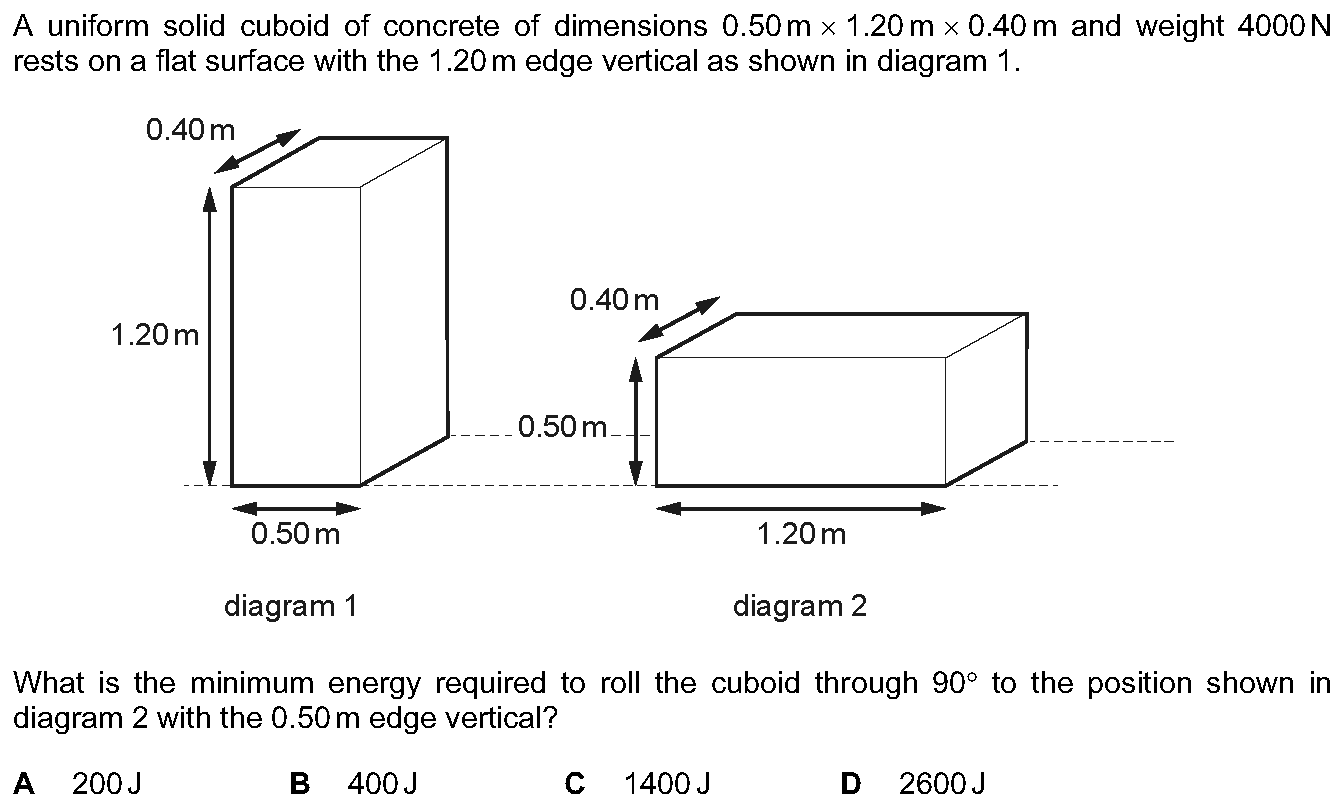 A uniform solid cuboid of concrete of dimensions 0.50 m × 1.20 m × 0.40 m and weight 4000 N
rests on a flat surface with the 1.20 m edge vertical as shown in diagram 1.
0.40 m
1.20 m
0.50 m
diagram 1
0.40 m
0.50 m
1.20 m
diagram 2
What is the minimum energy required to roll the cuboid through 90° to the position shown in
diagram 2 with the 0.50 m edge vertical?
A 200 J B 400 J C 1400 J D 2600 J